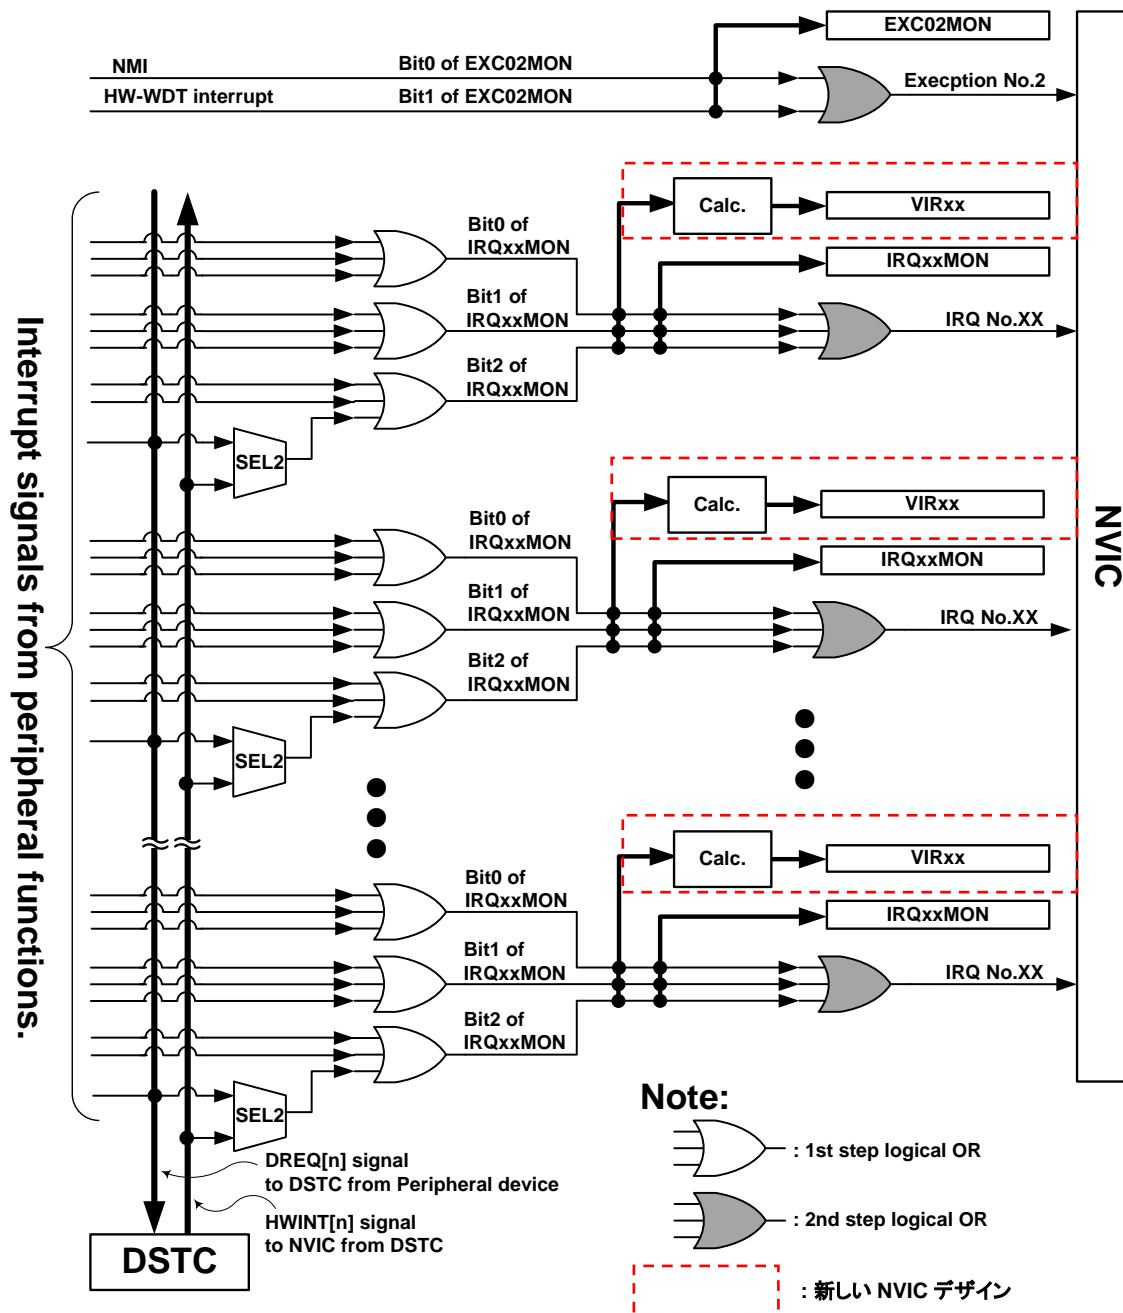 EXC02MON
NMI
Bit0 of EXC02MON
HW-WDT interrupt
Bit1 of EXC02MON
Execption No.2
Calc.
VIRxx
Bit0 of
IRQxxMON
IRQxxMON
Bit1 of
IRQxxMON
IRQ No.XX
Bit2 of
IRQxxMON
SEL2
Calc.
VIRxx
Bit0 of
IRQxxMON
IRQxxMON
Bit1 of
IRQxxMON
IRQ No.XX
Bit2 of
IRQxxMON
SEL2
Calc.
VIRxx
Bit0 of
IRQxxMON
IRQxxMON
Bit1 of
IRQxxMON
IRQ No.XX
Bit2 of
IRQxxMON
SEL2
Interrupt signals from peripheral functions.
NVIC
DREQ[n] signal
to DSTC from Peripheral device
HWINT[n] signal
to NVIC from DSTC
DSTC
Note:
: 1st step logical OR
: 2nd step logical OR
: 新しい NVIC デザイン